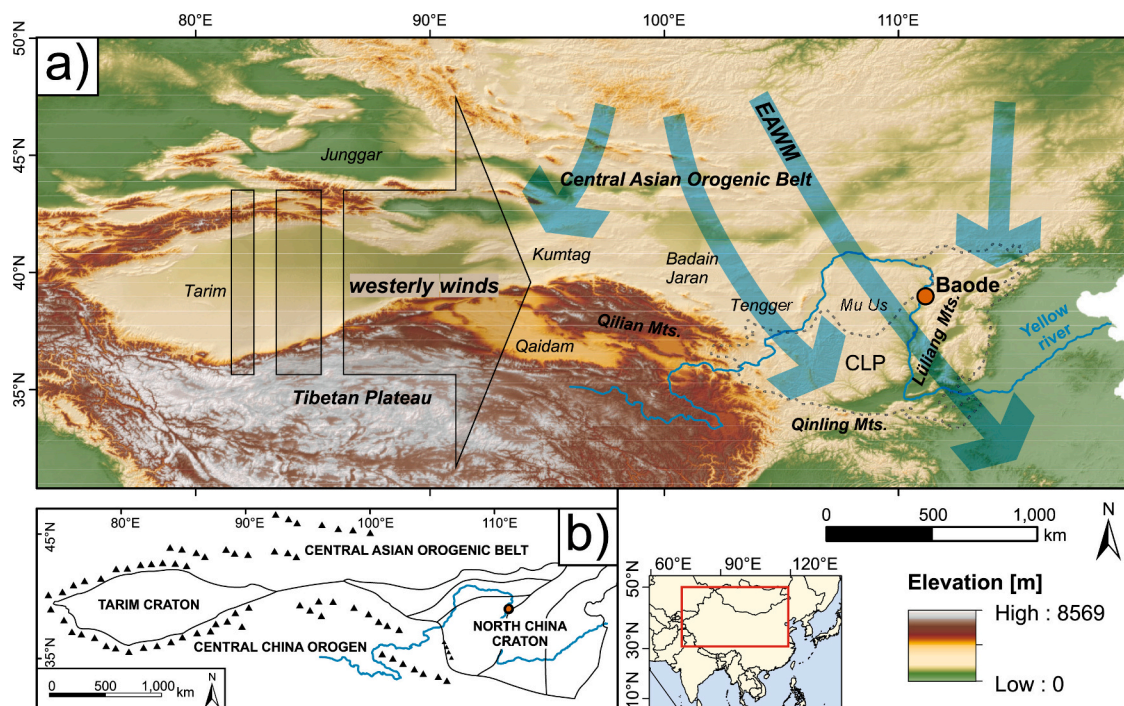 80°E 90°E 100°E 110°E
50°N
45°N
40°N
35°N
a)
Junggar
EAWM
Central Asian Orogenic Belt
Kumtag
Badain
Jaran
Tarim
westerly winds
Tengger
Mu Us
Baode
Qilian Mts.
Qaidam
CLP
Lüliang Mts.
Yellow
river
Tibetan Plateau
Qinling Mts.
80°E 90°E 100°E 110°E
45°N
35°N
b)
CENTRAL ASIAN OROGENIC BELT
TARIM CRATON
NORTH CHINA
CRATON
CENTRAL CHINA OROGEN
0 500 1,000
km
N
0 500 1,000
km
N
60°E 90°E 110°E
50°N
30°N
10°N
Elevation [m]
High : 8569
Low : 0